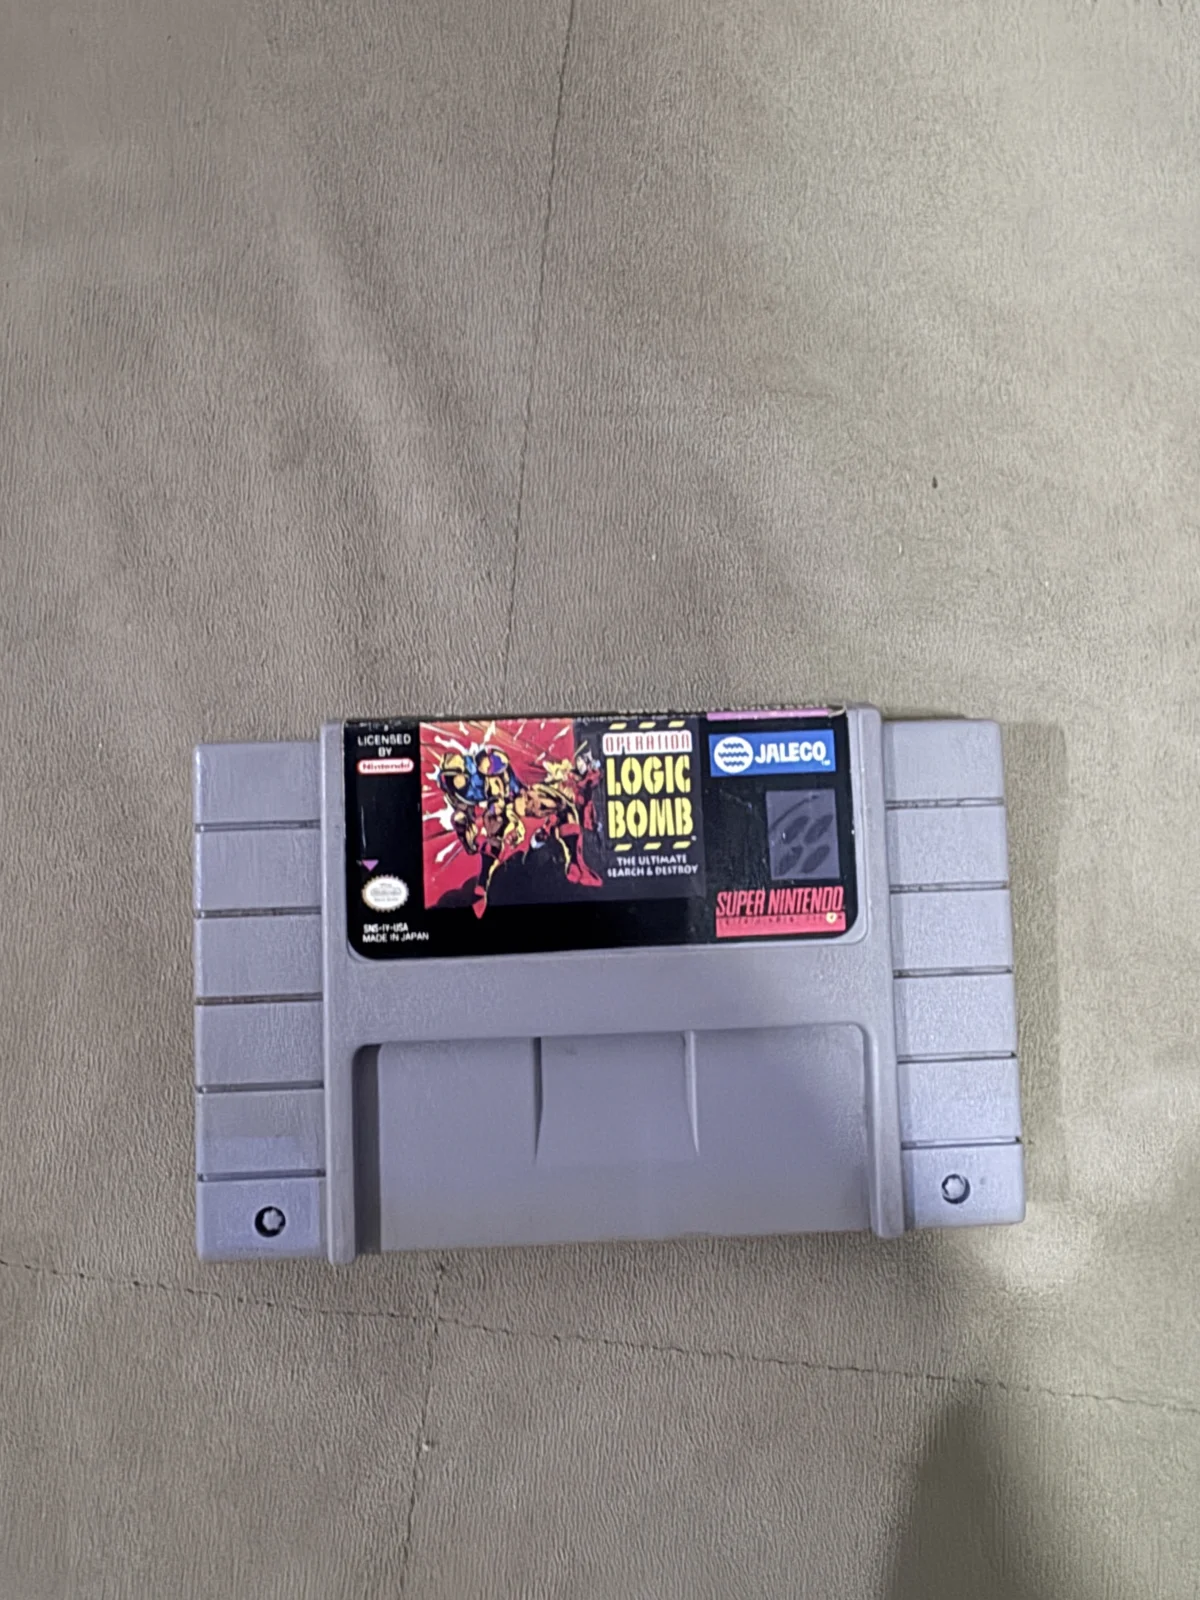 LICENSED
BY
Nintendo
OPERATION
LOGIC
BOMB
THE ULTIMATE
SEARCH & DESTROY
JALECO
SUPER NINTENDO
SNS-IY-USA
MADE IN JAPAN